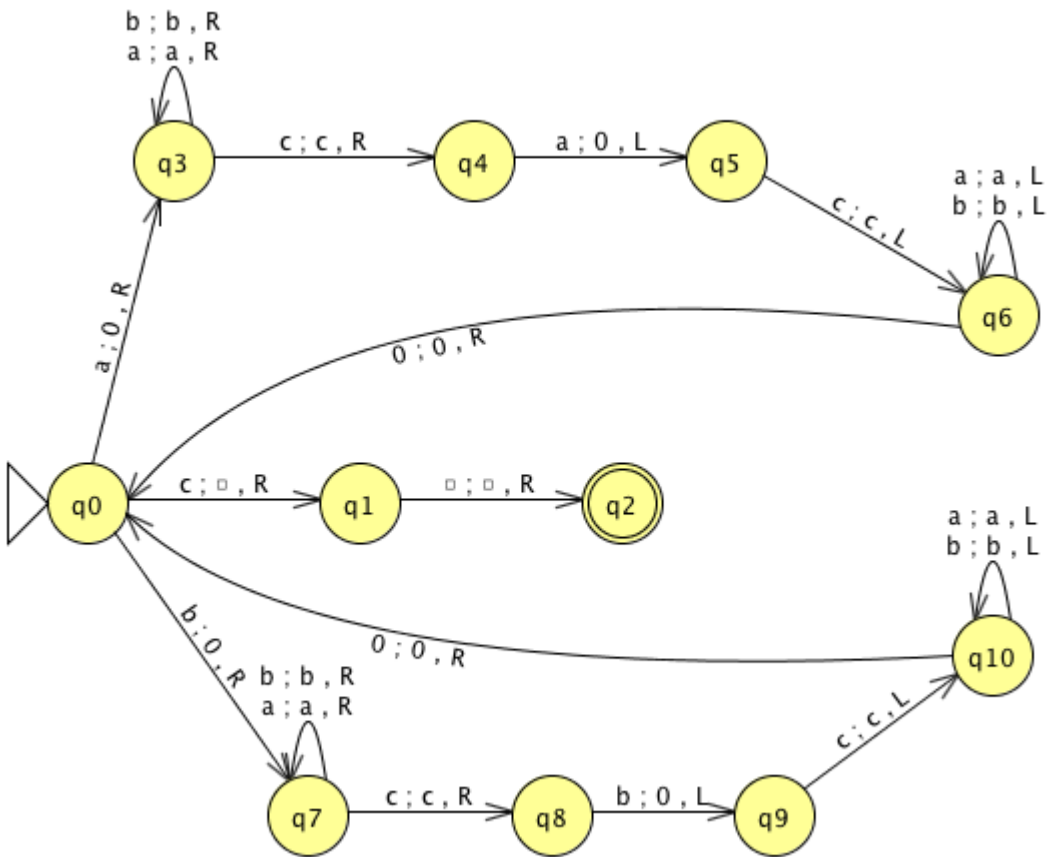 b ; b , R
a ; a , R
q3
c ; c , R
q4
a ; 0 , L
q5
a ; a , L
b ; b , L
c ; c , L
q6
a ; 0 , R
0 ; 0 , R
q0
c ; □ , R
q1
□ ; □ , R
q2
a ; a , L
b ; b , L
b ; 0 , R
0 ; 0 , R
q10
b ; b , R
a ; a , R
c ; c , L
q7
c ; c , R
q8
b ; 0 , L
q9